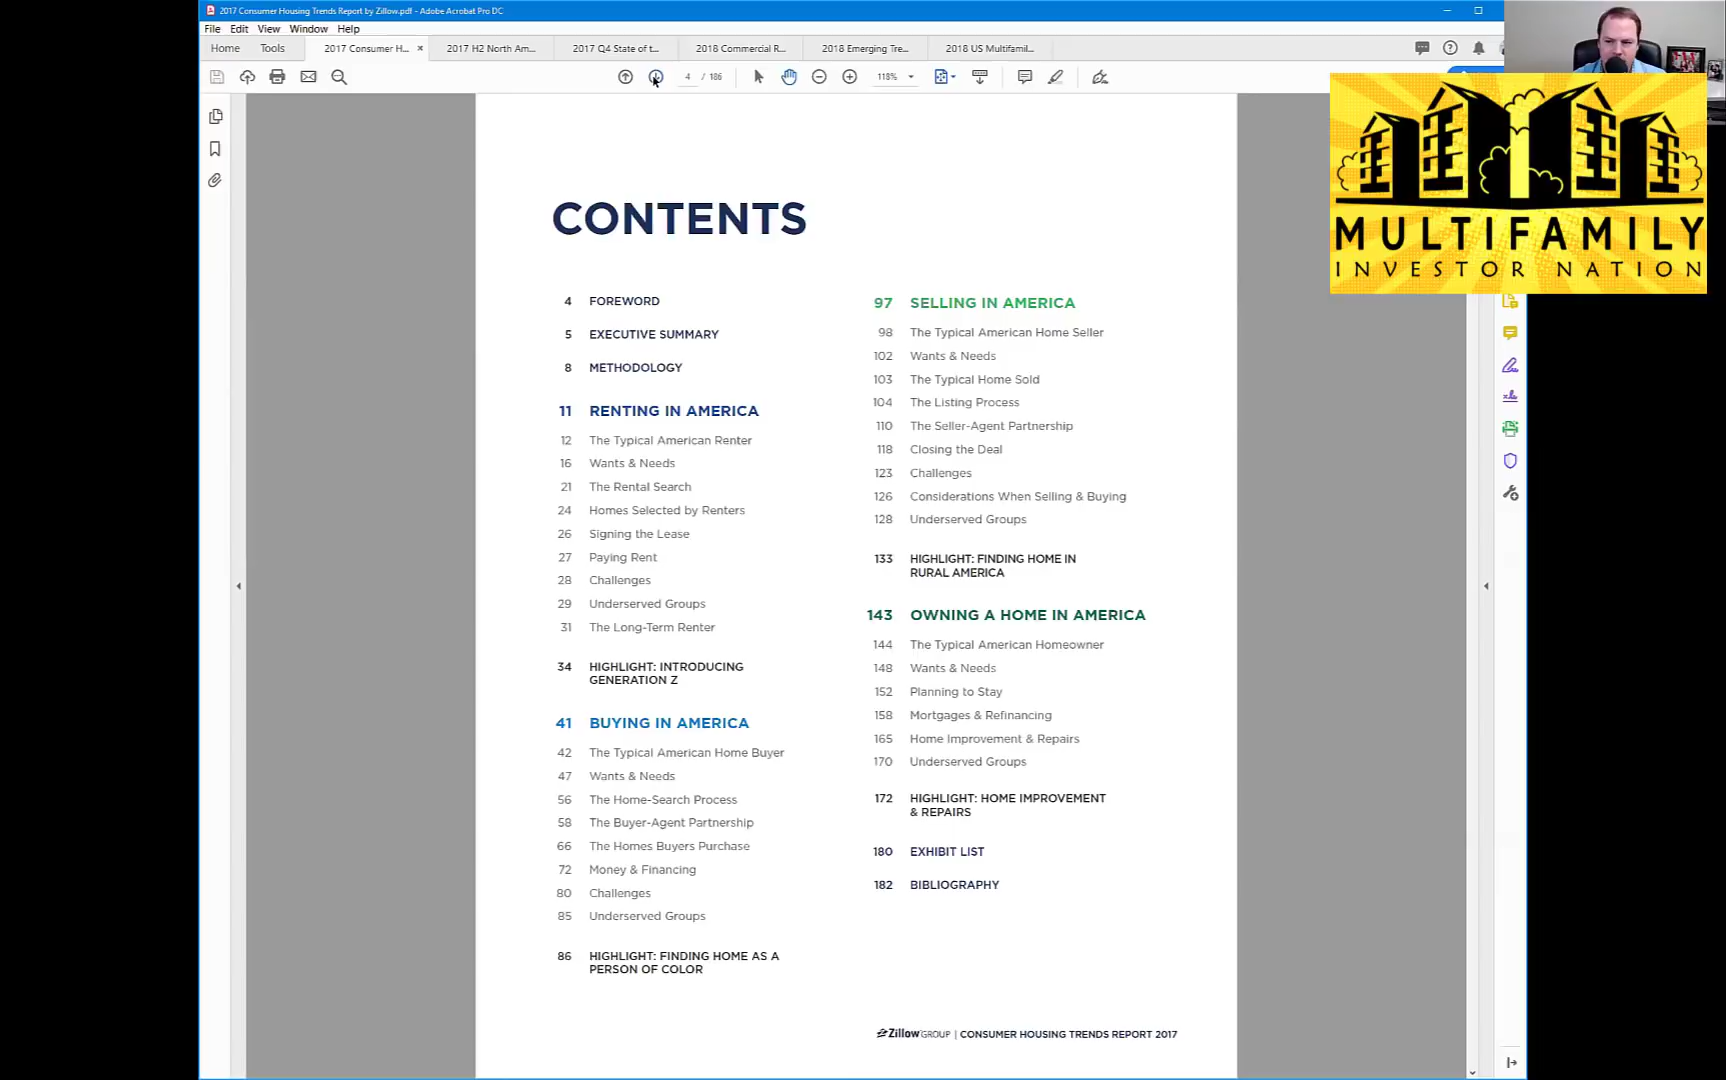 2017 Consumer Housing Trends Report by Zillow.pdf - Adobe Acrobat Pro DC
File Edit View Window Help
Home Tools 2017 Consumer H... × 2017 H2 North Am... 2017 Q4 State of t... 2018 Commercial R... 2018 Emerging Tre... 2018 US Multifamil...
4 / 186 118%
CONTENTS
4 FOREWORD
5 EXECUTIVE SUMMARY
8 METHODOLOGY
11 RENTING IN AMERICA
12 The Typical American Renter
16 Wants & Needs
21 The Rental Search
24 Homes Selected by Renters
26 Signing the Lease
27 Paying Rent
28 Challenges
29 Underserved Groups
31 The Long-Term Renter
34 HIGHLIGHT: INTRODUCING
GENERATION Z
41 BUYING IN AMERICA
42 The Typical American Home Buyer
47 Wants & Needs
56 The Home-Search Process
58 The Buyer-Agent Partnership
66 The Homes Buyers Purchase
72 Money & Financing
80 Challenges
85 Underserved Groups
86 HIGHLIGHT: FINDING HOME AS A
PERSON OF COLOR
97 SELLING IN AMERICA
98 The Typical American Home Seller
102 Wants & Needs
103 The Typical Home Sold
104 The Listing Process
110 The Seller-Agent Partnership
118 Closing the Deal
123 Challenges
126 Considerations When Selling & Buying
128 Underserved Groups
133 HIGHLIGHT: FINDING HOME IN
RURAL AMERICA
143 OWNING A HOME IN AMERICA
144 The Typical American Homeowner
148 Wants & Needs
152 Planning to Stay
158 Mortgages & Refinancing
165 Home Improvement & Repairs
170 Underserved Groups
172 HIGHLIGHT: HOME IMPROVEMENT
& REPAIRS
180 EXHIBIT LIST
182 BIBLIOGRAPHY
Zillow GROUP | CONSUMER HOUSING TRENDS REPORT 2017
MULTIFAMILY
INVESTOR NATION